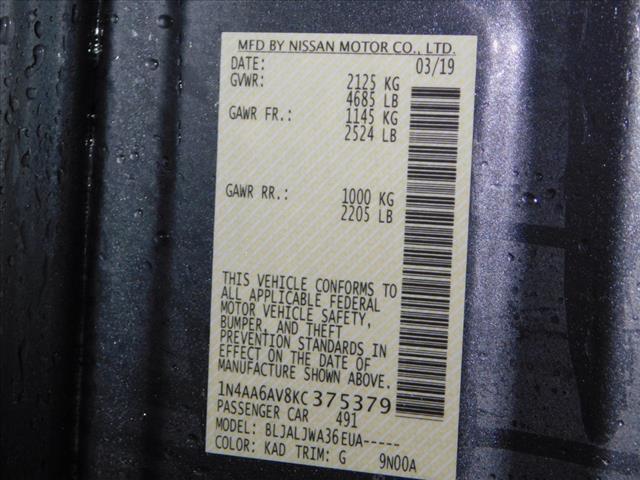 MFD BY NISSAN MOTOR CO., LTD.
DATE: 03/19
GVWR: 2125 KG
4685 LB
GAWR FR.: 1145 KG
2524 LB
GAWR RR.: 1000 KG
2205 LB
THIS VEHICLE CONFORMS TO
ALL APPLICABLE FEDERAL
MOTOR VEHICLE SAFETY,
BUMPER, AND THEFT
PREVENTION STANDARDS IN
EFFECT ON THE DATE OF
MANUFACTURE SHOWN ABOVE.
1N4AA6AV8KC375379
PASSENGER CAR 491
MODEL: BLJALJWA36EUA-----
COLOR: KAD TRIM: G 9N00A